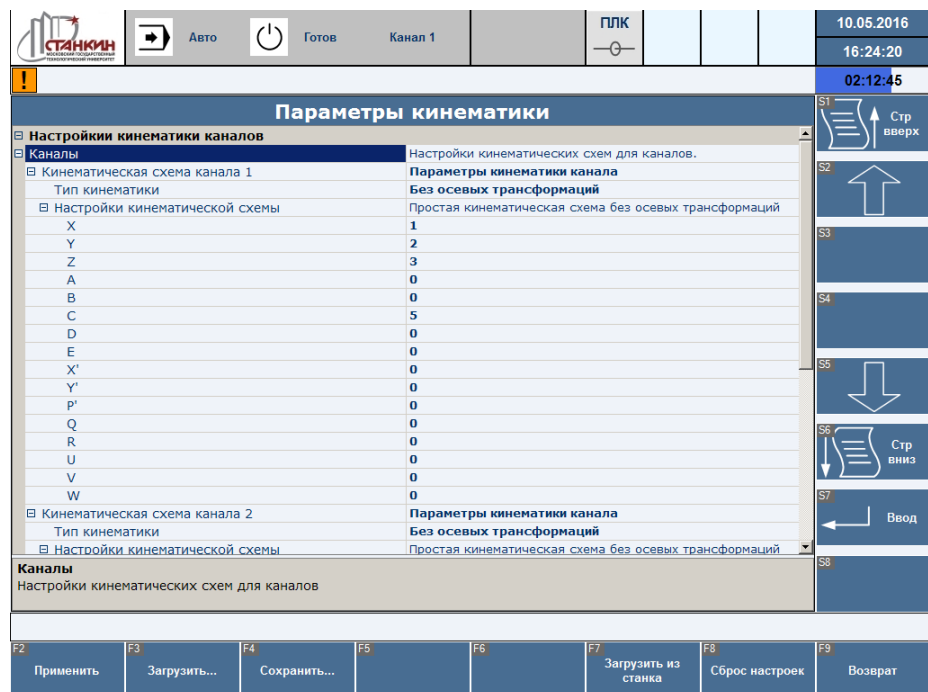 СТАНКИН
МОСКОВСКИЙ ГОСУДАРСТВЕННЫЙ
ТЕХНОЛОГИЧЕСКИЙ УНИВЕРСИТЕТ
Авто
Готов
Канал 1
ПЛК
10.05.2016
16:24:20
!
02:12:45
Параметры кинематики
Настройкии кинематики каналов
Каналы Настройки кинематических схем для каналов.
Кинематическая схема канала 1 Параметры кинематики канала
Тип кинематики Без осевых трансформаций
Настройки кинематической схемы Простая кинематическая схема без осевых трансформаций
X 1
Y 2
Z 3
A 0
B 0
C 5
D 0
E 0
X' 0
Y' 0
P' 0
Q 0
R 0
U 0
V 0
W 0
Кинематическая схема канала 2 Параметры кинематики канала
Тип кинематики Без осевых трансформаций
Настройки кинематической схемы Простая кинематическая схема без осевых трансформаций
Каналы
Настройки кинематических схем для каналов
S1
Стр
вверх
S2
S3
S4
S5
S6
Стр
вниз
S7
Ввод
S8
F2
Применить
F3
Загрузить...
F4
Сохранить...
F5
F6
F7
Загрузить из
станка
F8
Сброс настроек
F9
Возврат